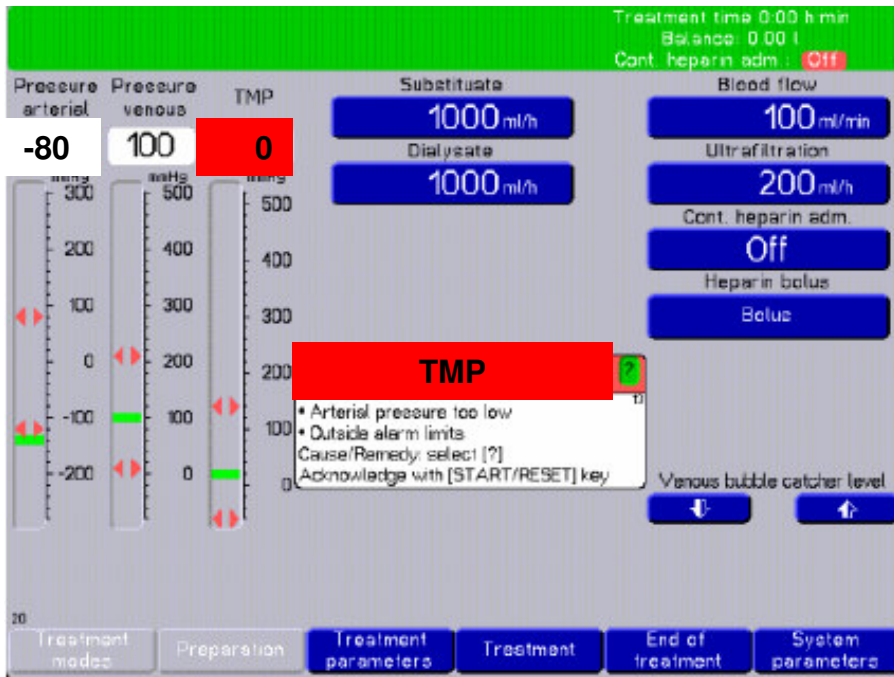 Treatment time 0:00 h:min
Balance: 0.00 l
Cont. heparin adm.: Off
Pressure arterial
Pressure venous
TMP
-80
100
0
mmHg
mmHg
mmHg
300
200
100
0
-100
-200
500
400
300
200
100
0
500
400
300
200
100
0
Substituate
1000 ml/h
Dialysate
1000 ml/h
Blood flow
100 ml/min
Ultrafiltration
200 ml/h
Cont. heparin adm.
Off
Heparin bolus
Bolus
TMP
?
• Arterial pressure too low
• Outside alarm limits
Cause/Remedy: select [?]
Acknowledge with [START/RESET] key
Venous bubble catcher level
20
Treatment modes
Preparation
Treatment parameters
Treatment
End of treatment
System parameters